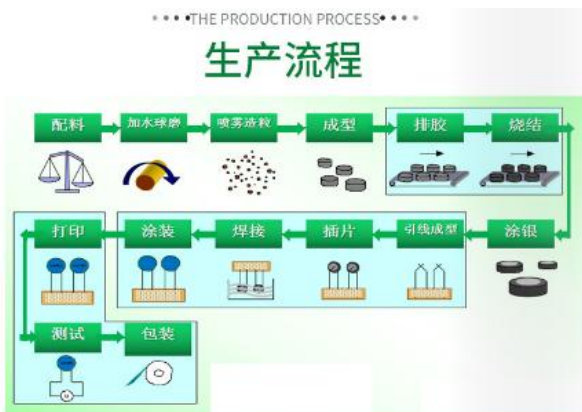 THE PRODUCTION PROCESS
生产流程
配料
加水球磨
喷雾造粒
成型
排胶
烧结
打印
涂装
焊接
插片
引线成型
涂银
测试
包装